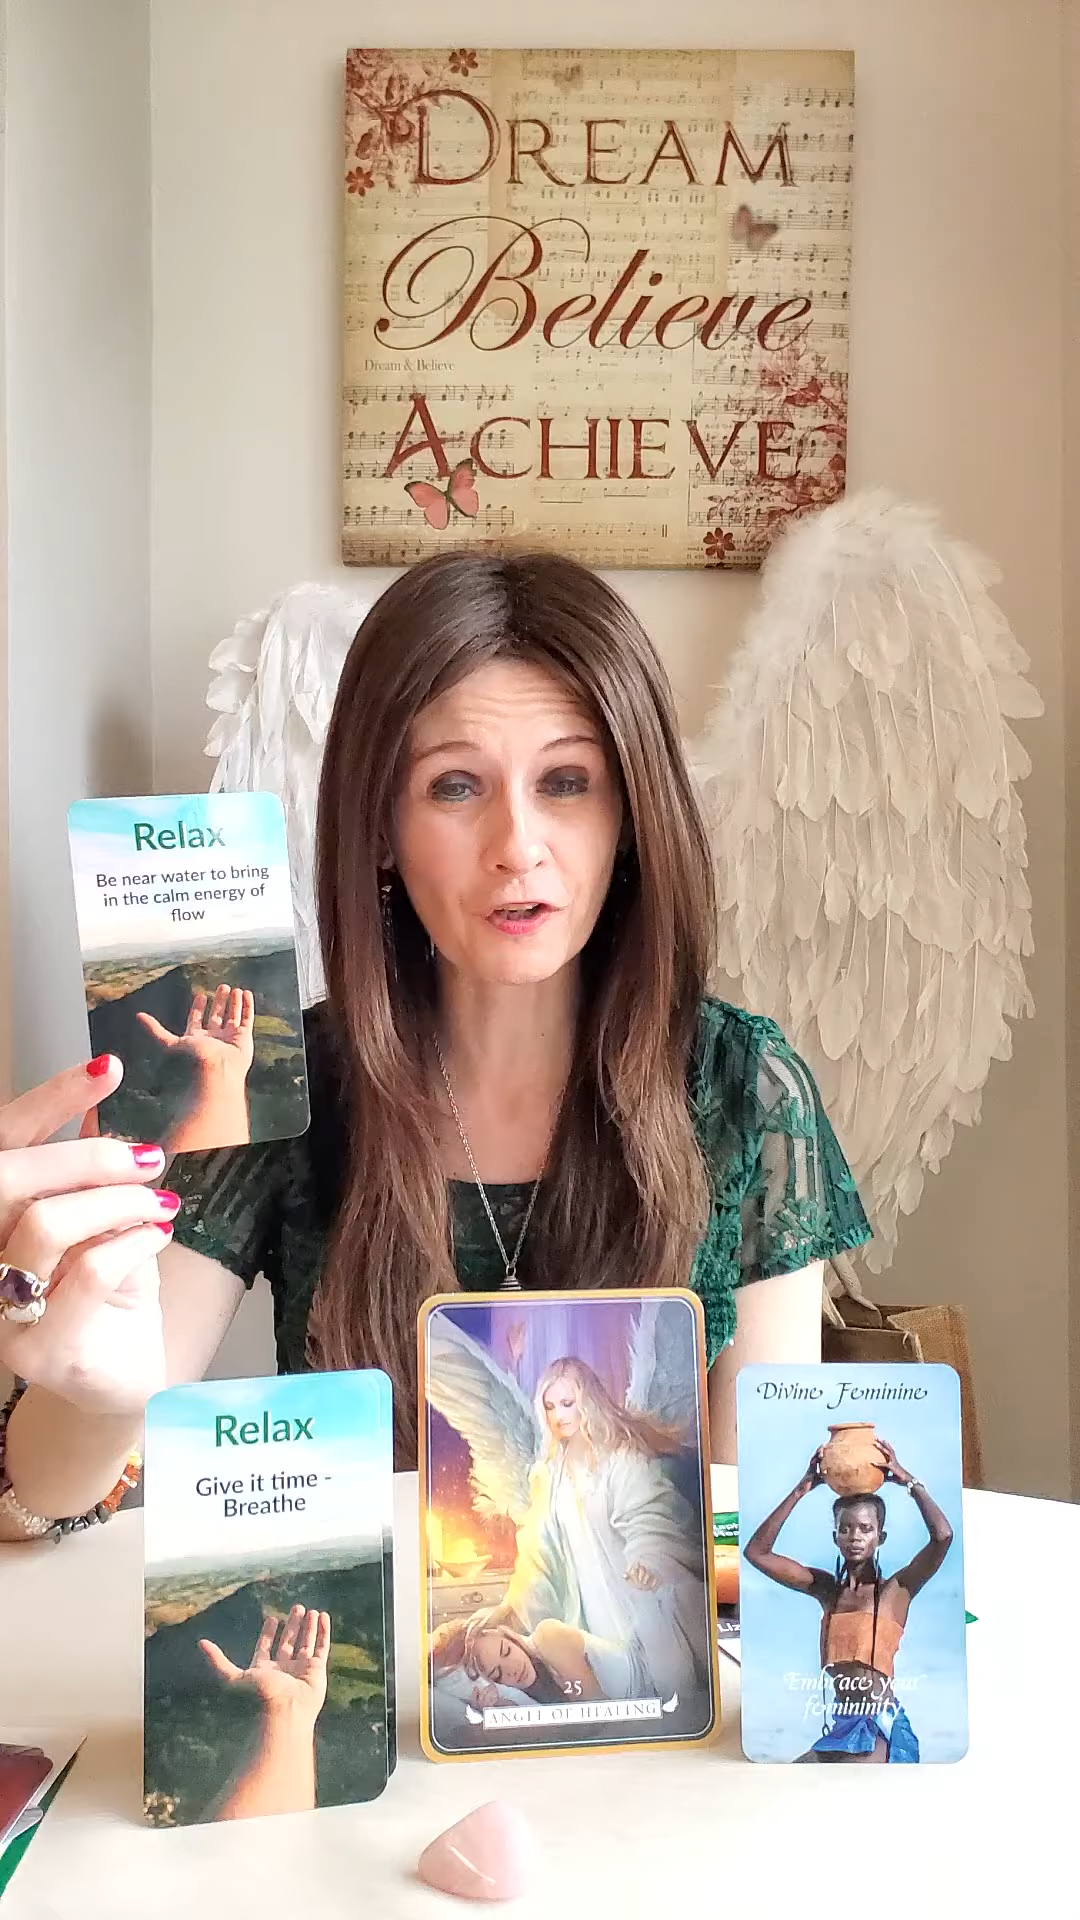 DREAM
Believe
Dream & Believe
ACHIEVE
Relax
Be near water to bring
in the calm energy of
flow
Relax
Give it time -
Breathe
25
ANGEL OF HEALING
Divine Feminine
Embrace your
femininity